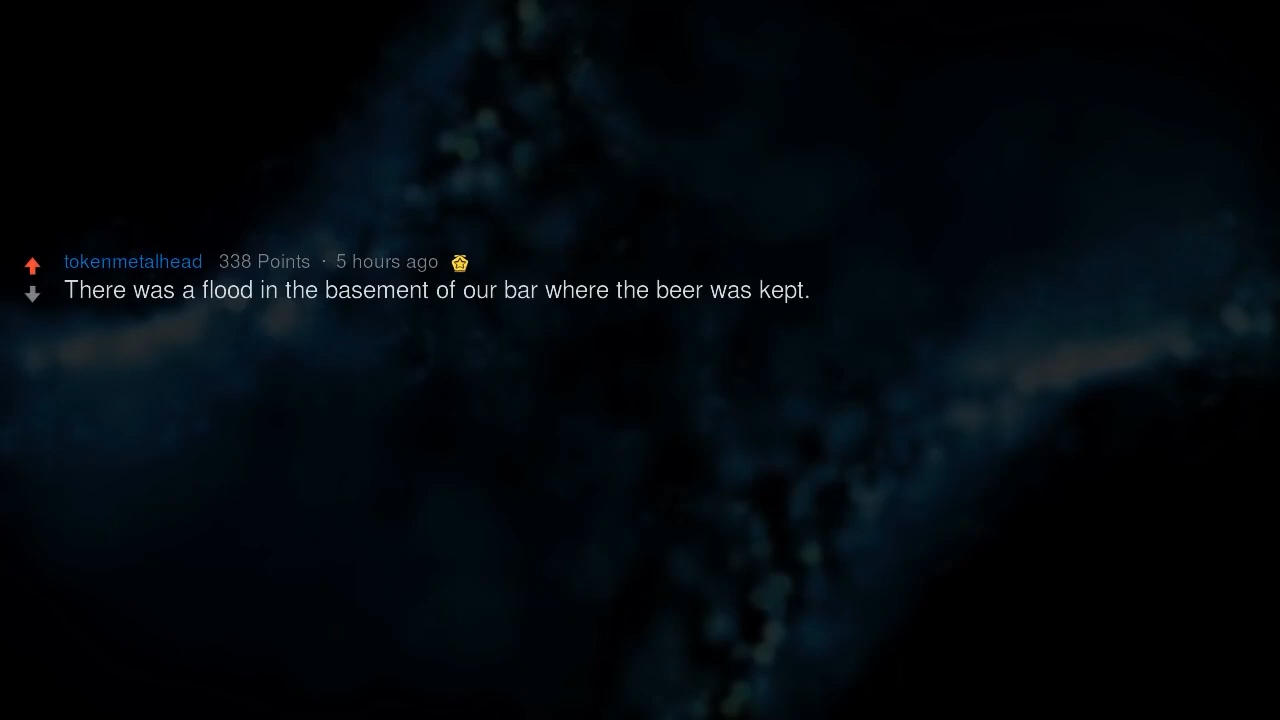 tokenmetalhead 338 Points · 5 hours ago
There was a flood in the basement of our bar where the beer was kept.